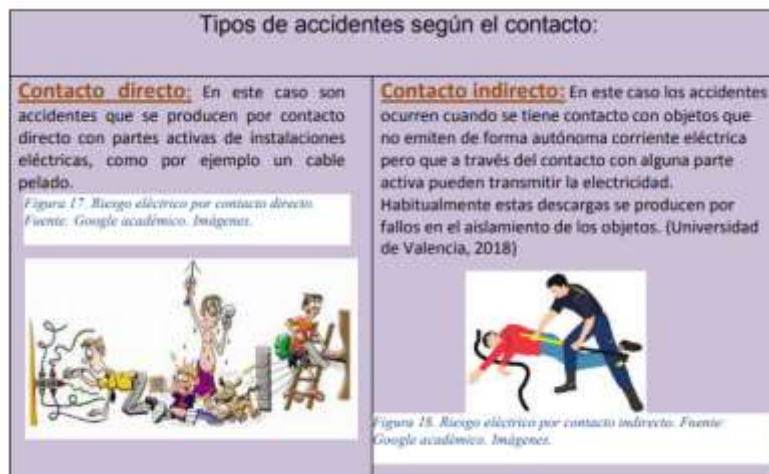 Tipos de accidentes según el contacto:
Contacto directo: En este caso son
accidentes que se producen por contacto
directo con partes activas de instalaciones
eléctricas, como por ejemplo un cable
pelado.
Figura 17. Riesgo eléctrico por contacto directo.
Fuente: Google académico. Imágenes.
Contacto indirecto: En este caso los accidentes
ocurren cuando se tiene contacto con objetos que
no emiten de forma autónoma corriente eléctrica
pero que a través del contacto con alguna parte
activa pueden transmitir la electricidad.
Habitualmente estas descargas se producen por
fallos en el aislamiento de los objetos. (Universidad
de Valencia, 2018)
Figura 18. Riesgo eléctrico por contacto indirecto. Fuente:
Google académico. Imágenes.